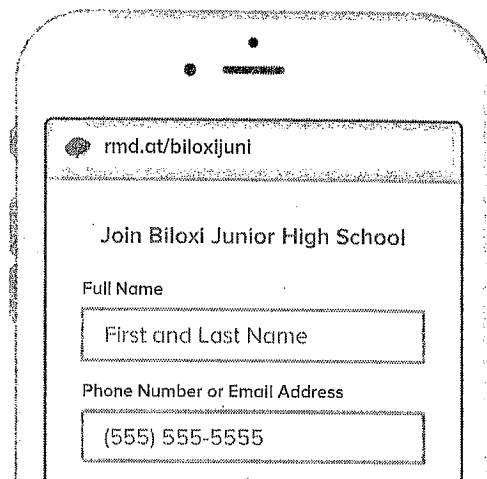 rmd.at/biloxijuni
Join Biloxi Junior High School
Full Name
First and Last Name
Phone Number or Email Address
(555) 555-5555